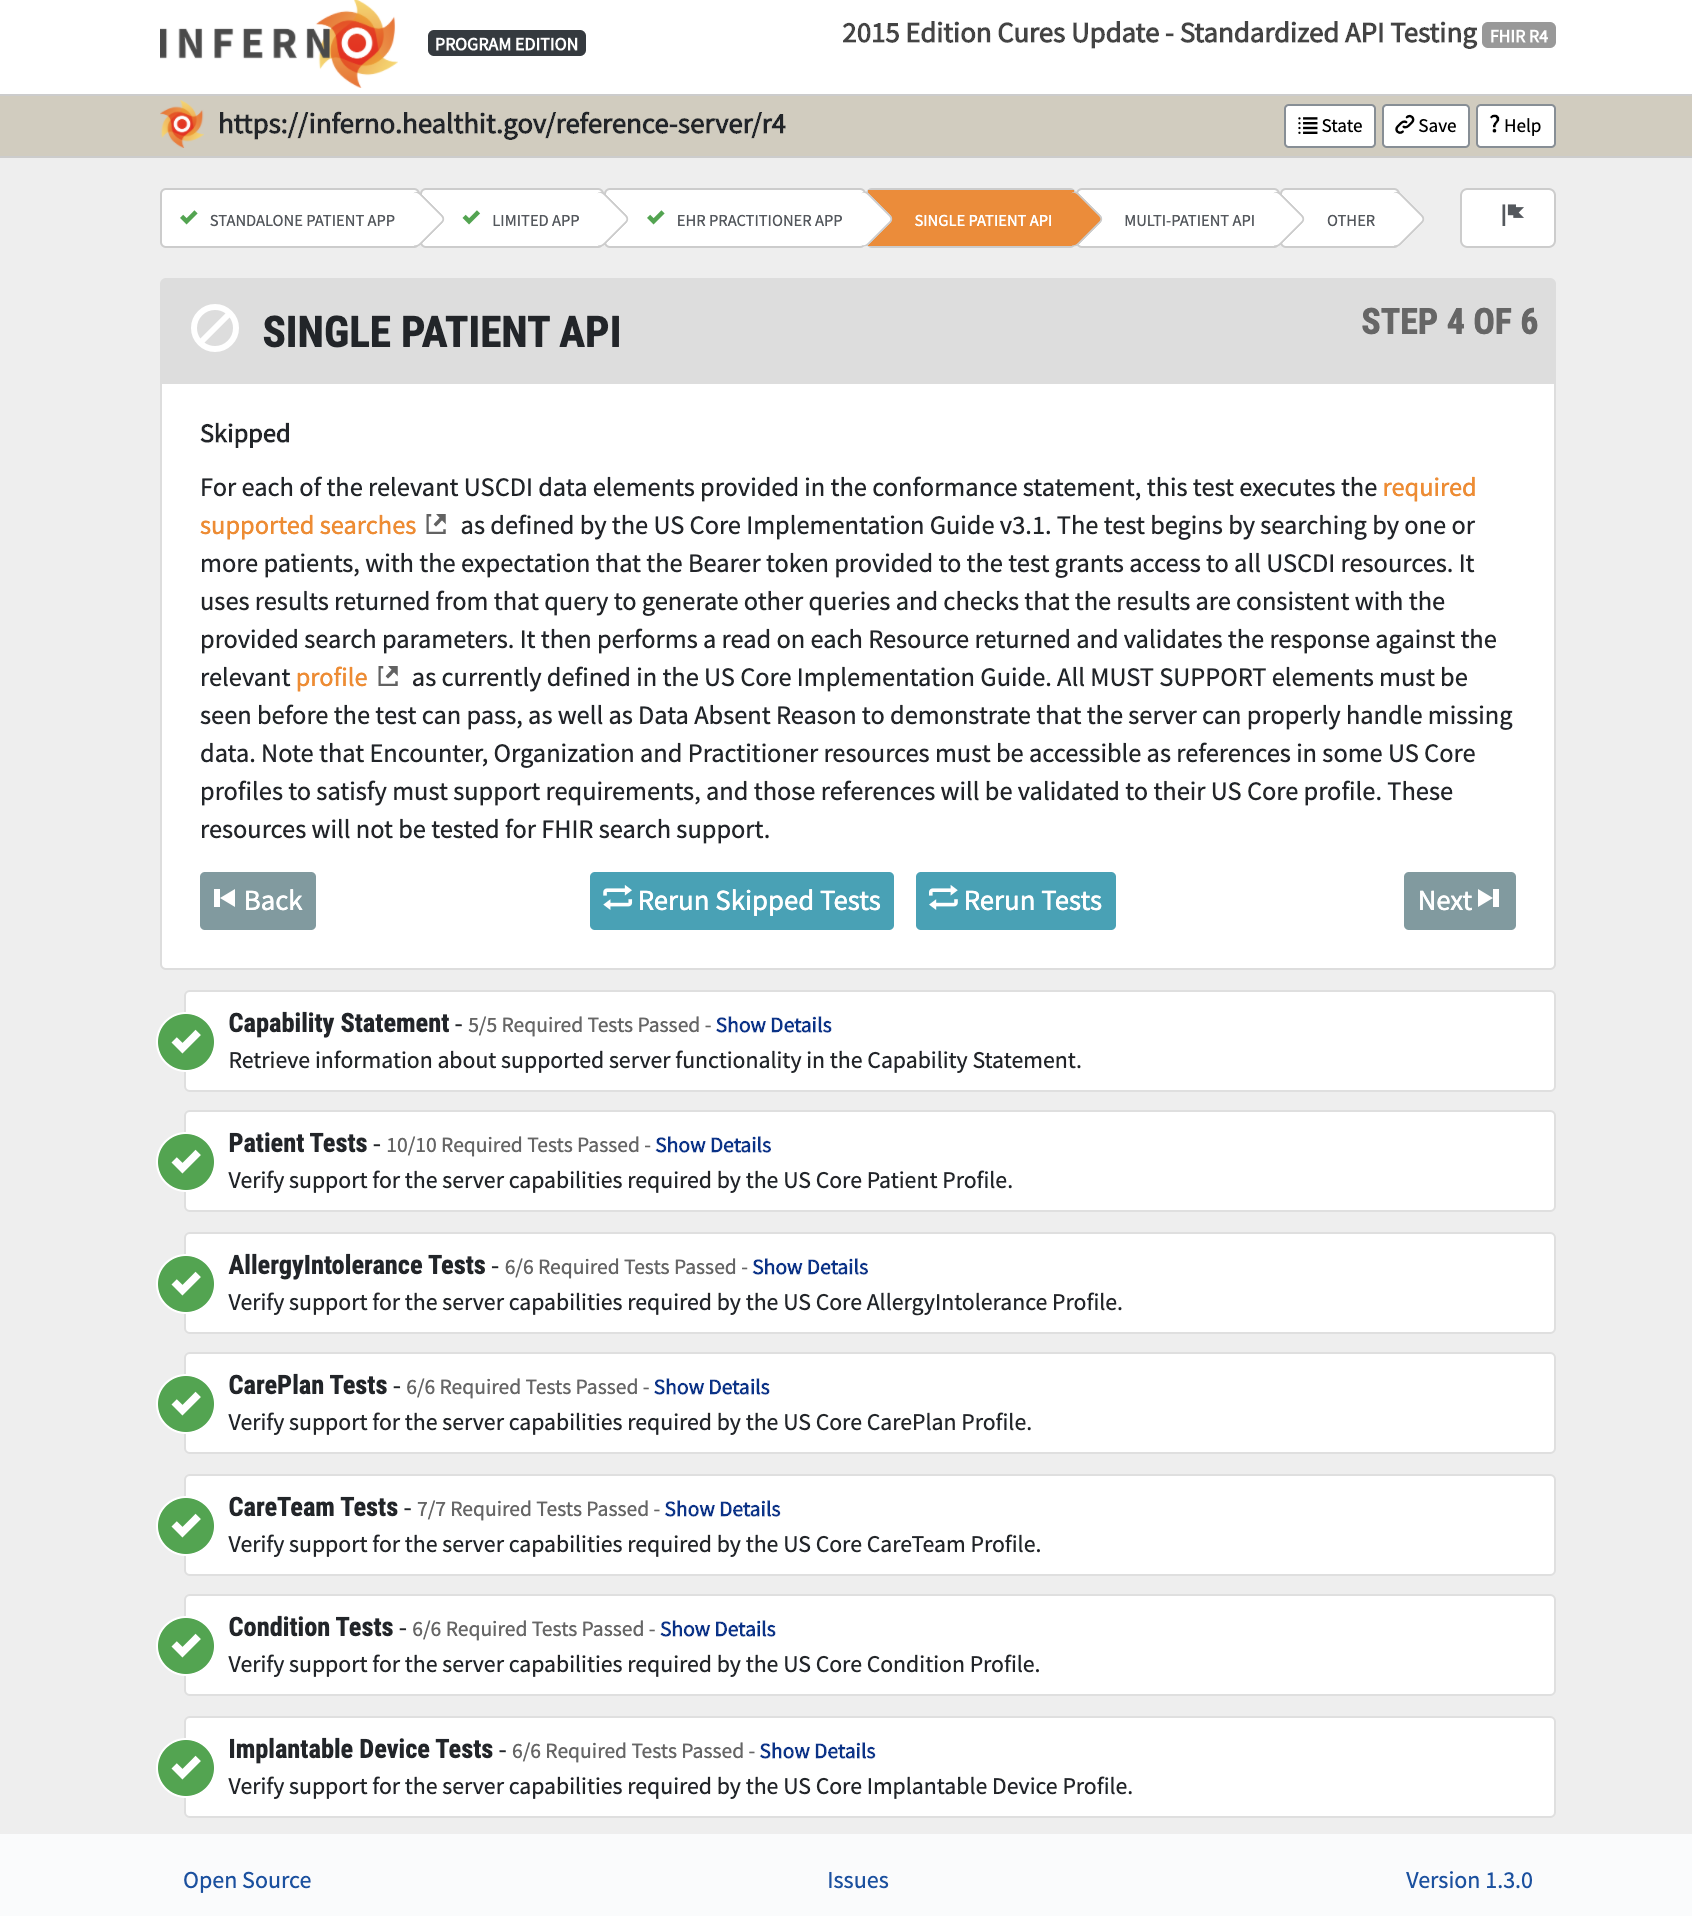 INFERNO PROGRAM EDITION
2015 Edition Cures Update - Standardized API Testing FHIR R4
https://inferno.healthit.gov/reference-server/r4
State Save ? Help
STANDALONE PATIENT APP LIMITED APP EHR PRACTITIONER APP SINGLE PATIENT API MULTI-PATIENT API OTHER
SINGLE PATIENT API
STEP 4 OF 6
Skipped
For each of the relevant USCDI data elements provided in the conformance statement, this test executes the required
supported searches as defined by the US Core Implementation Guide v3.1. The test begins by searching by one or
more patients, with the expectation that the Bearer token provided to the test grants access to all USCDI resources. It
uses results returned from that query to generate other queries and checks that the results are consistent with the
provided search parameters. It then performs a read on each Resource returned and validates the response against the
relevant profile as currently defined in the US Core Implementation Guide. All MUST SUPPORT elements must be
seen before the test can pass, as well as Data Absent Reason to demonstrate that the server can properly handle missing
data. Note that Encounter, Organization and Practitioner resources must be accessible as references in some US Core
profiles to satisfy must support requirements, and those references will be validated to their US Core profile. These
resources will not be tested for FHIR search support.
Back Rerun Skipped Tests Rerun Tests Next
Capability Statement - 5/5 Required Tests Passed - Show Details
Retrieve information about supported server functionality in the Capability Statement.
Patient Tests - 10/10 Required Tests Passed - Show Details
Verify support for the server capabilities required by the US Core Patient Profile.
AllergyIntolerance Tests - 6/6 Required Tests Passed - Show Details
Verify support for the server capabilities required by the US Core AllergyIntolerance Profile.
CarePlan Tests - 6/6 Required Tests Passed - Show Details
Verify support for the server capabilities required by the US Core CarePlan Profile.
CareTeam Tests - 7/7 Required Tests Passed - Show Details
Verify support for the server capabilities required by the US Core CareTeam Profile.
Condition Tests - 6/6 Required Tests Passed - Show Details
Verify support for the server capabilities required by the US Core Condition Profile.
Implantable Device Tests - 6/6 Required Tests Passed - Show Details
Verify support for the server capabilities required by the US Core Implantable Device Profile.
Open Source Issues Version 1.3.0